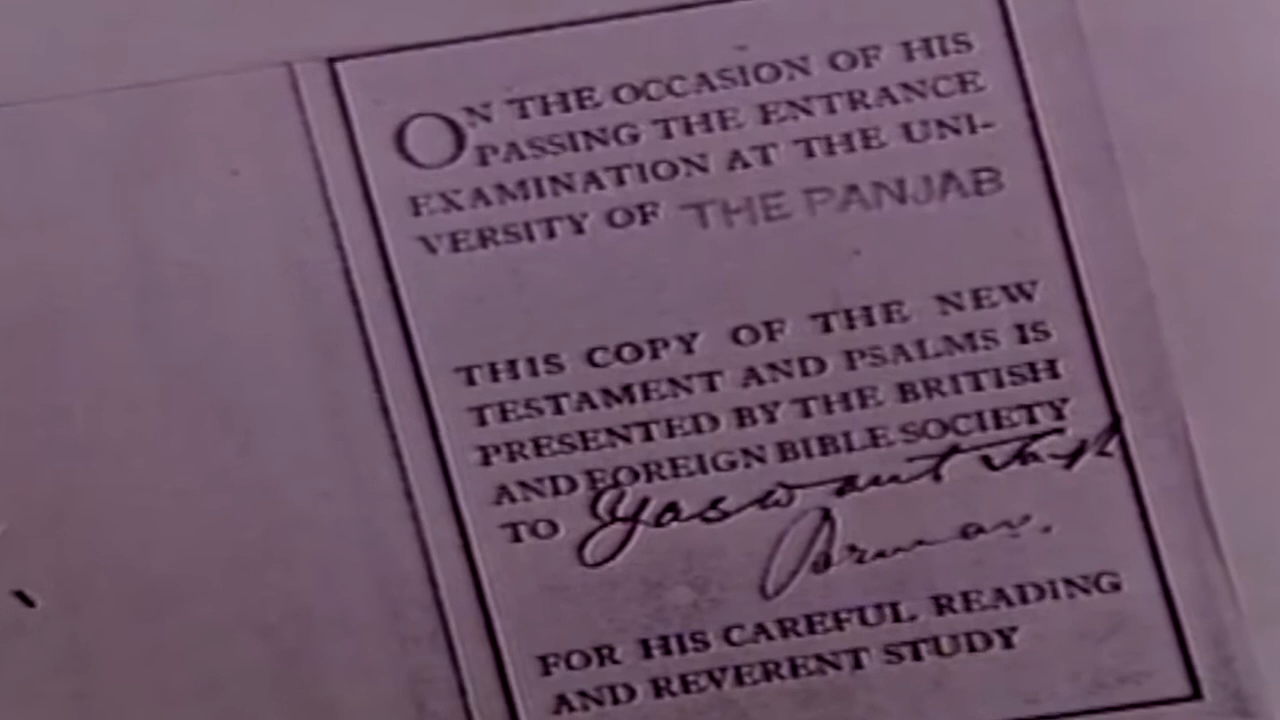 ON THE OCCASION OF HIS
PASSING THE ENTRANCE
EXAMINATION AT THE UNI-
VERSITY OF THE PANJAB
THIS COPY OF THE NEW
TESTAMENT AND PSALMS IS
PRESENTED BY THE BRITISH
AND FOREIGN BIBLE SOCIETY
TO Yaswant
FOR HIS CAREFUL READING
AND REVERENT STUDY